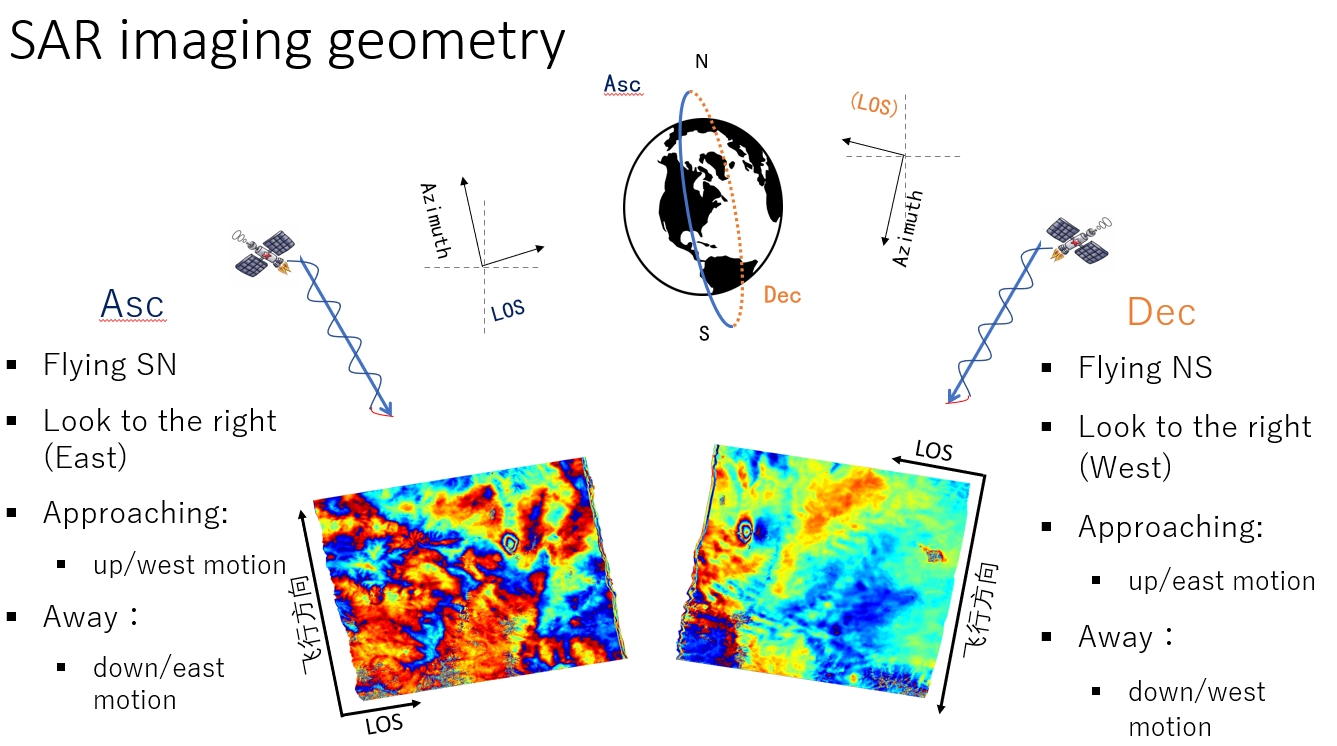 SAR imaging geometry
N
Asc
(LOS)
Azimuth
Azimuth
LOS
Dec
S
Asc
▪ Flying SN
▪ Look to the right
(East)
▪ Approaching:
▪ up/west motion
▪ Away：
▪ down/east
motion
飞行方向
LOS
LOS
飞行方向
Dec
▪ Flying NS
▪ Look to the right
(West)
▪ Approaching:
▪ up/east motion
▪ Away：
▪ down/west
motion